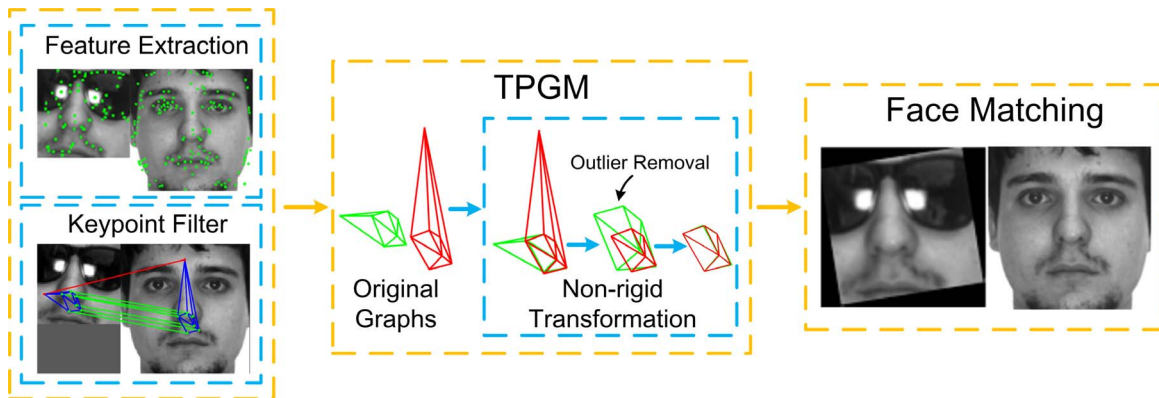 Feature Extraction
Keypoint Filter
TPGM
Original
Graphs
Outlier Removal
Non-rigid
Transformation
Face Matching